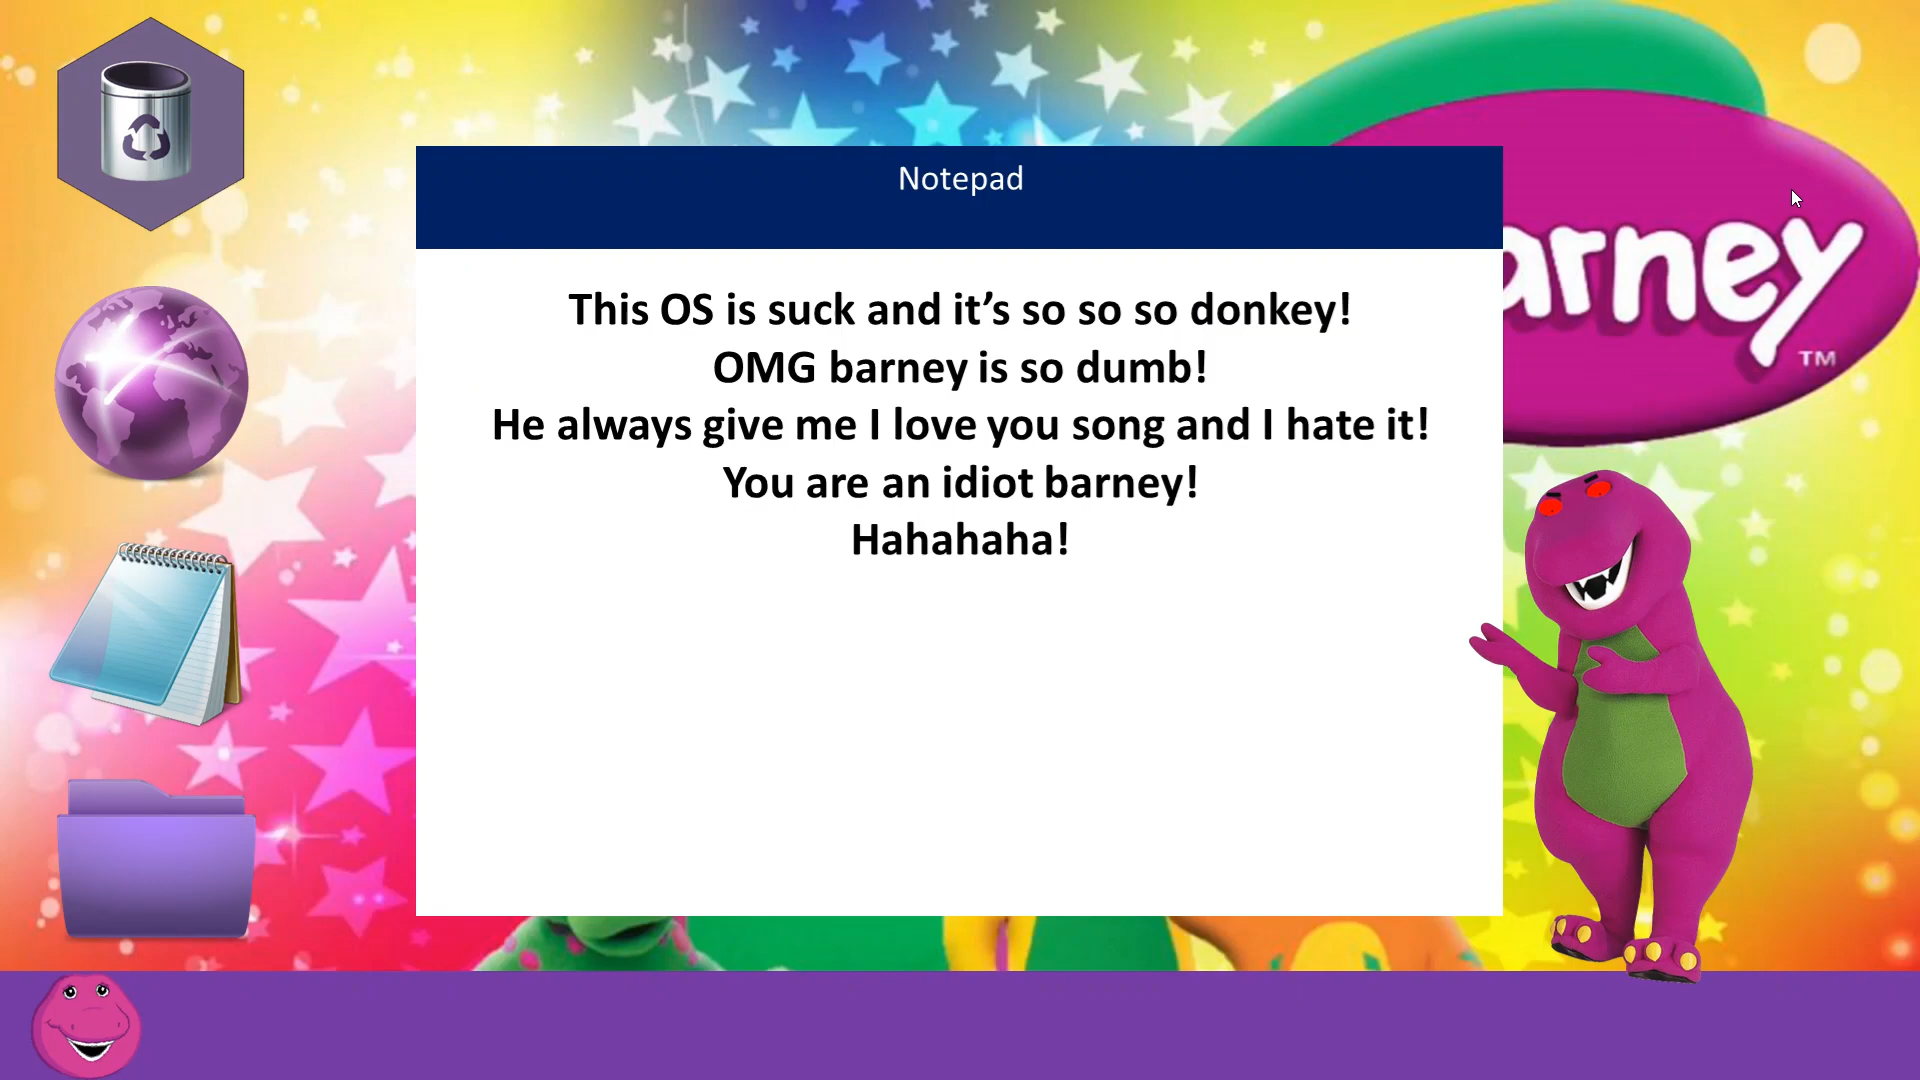 Notepad
This OS is suck and it’s so so so donkey!
OMG barney is so dumb!
He always give me I love you song and I hate it!
You are an idiot barney!
Hahahaha!
arney
TM